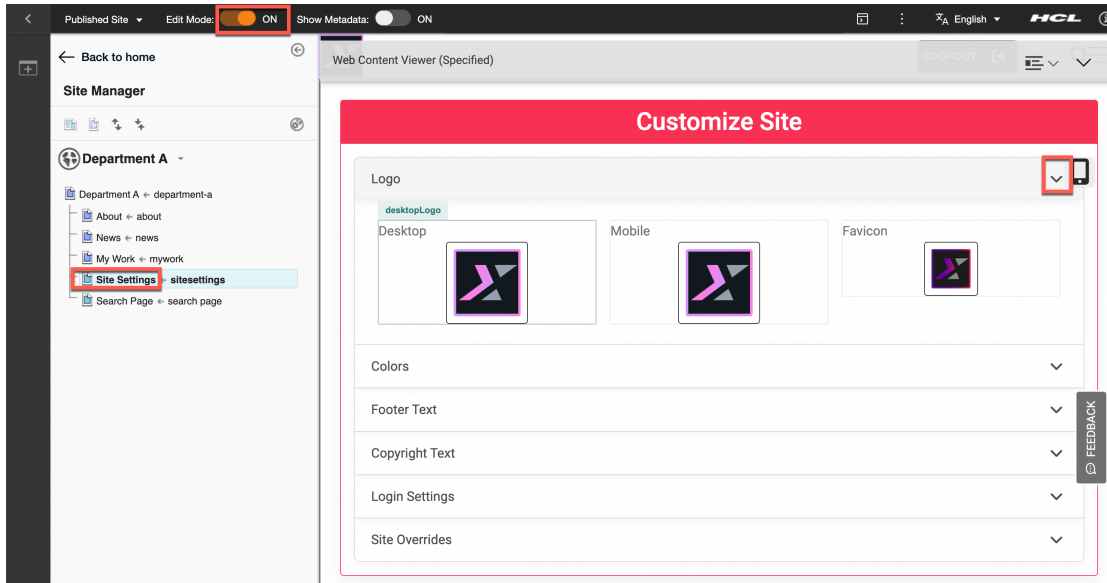 Published Site Edit Mode: ON Show Metadata: ON English HCL
Back to home
Site Manager
Department A
Department A ← department-a
About ← about
News ← news
My Work ← mywork
Site Settings ← sitesettings
Search Page ← search page
Web Content Viewer (Specified)
LOG-OUT
Customize Site
Logo
desktopLogo
Desktop Mobile Favicon
Colors
Footer Text
Copyright Text
Login Settings
Site Overrides
FEEDBACK